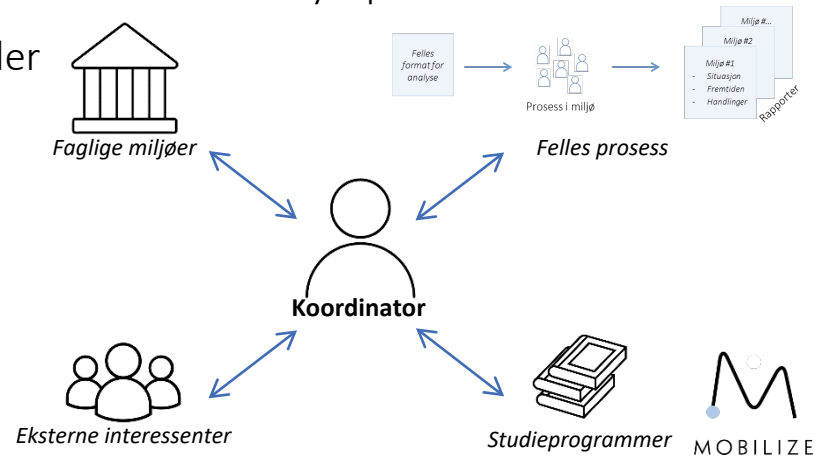 Felles
format for
analyse
Prosess i miljø
Miljø #...
Miljø #2
Miljø #1
- Situasjon
- Fremtiden
- Handlinger
Rapporter
Faglige miljøer
Felles prosess
Koordinator
Eksterne interessenter
Studieprogrammer
MOBILIZE